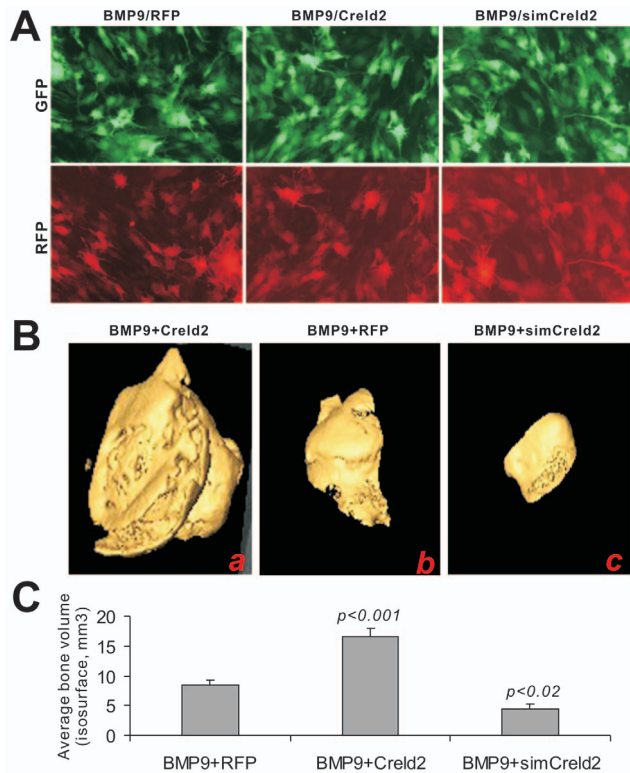 A
BMP9/RFP BMP9/Creld2 BMP9/simCreld2
GFP
RFP
B
BMP9+Creld2 BMP9+RFP BMP9+simCreld2
a b c
C
Average bone volume
(isosurface, mm3)
20
15
10
5
0
p<0.001
p<0.02
BMP9+RFP BMP9+Creld2 BMP9+simCreld2